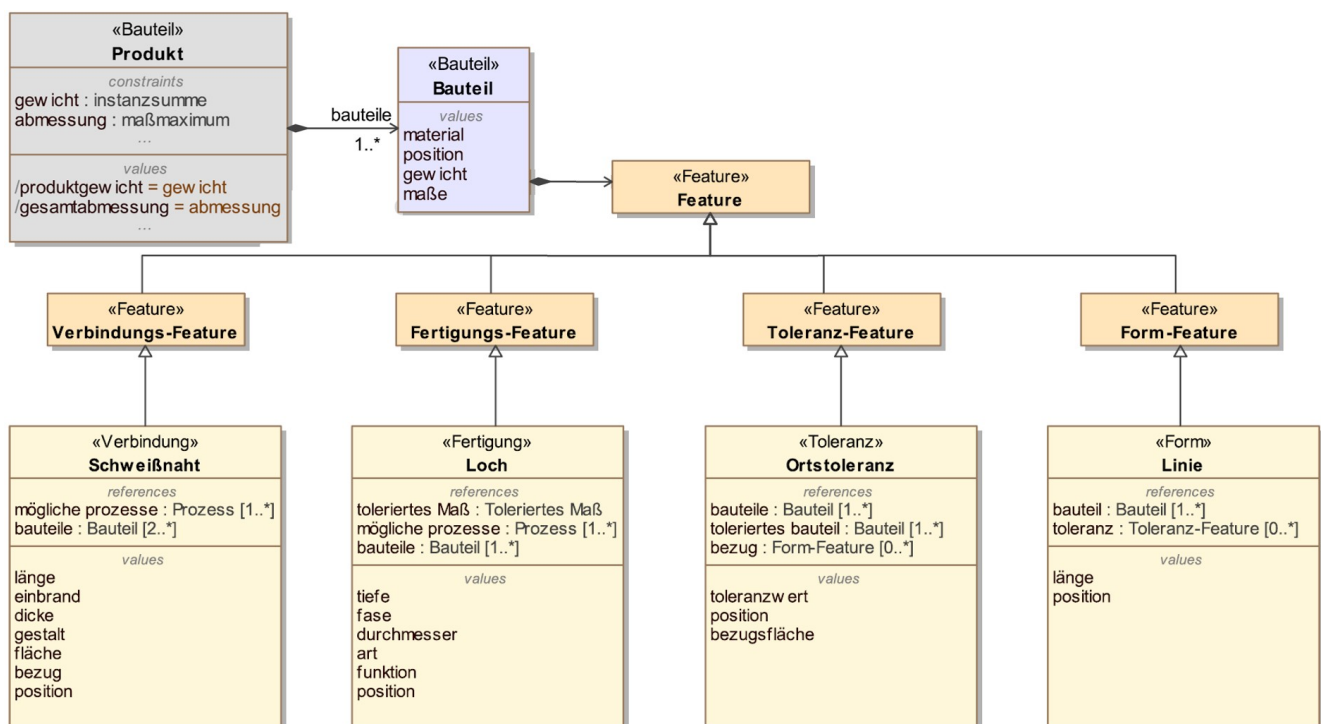 «Bauteil»
Produkt
constraints
gewicht : instanzsumme
abmessung : maßmaximum
...
values
/produktgewicht = gewicht
/gesamtabmessung = abmessung
...
bauteile
1..*
«Bauteil»
Bauteil
values
material
position
gewicht
maße
«Feature»
Feature
«Feature»
Verbindungs-Feature
«Feature»
Fertigungs-Feature
«Feature»
Toleranz-Feature
«Feature»
Form-Feature
«Verbindung»
Schweißnaht
references
mögliche prozesse : Prozess [1..*]
bauteile : Bauteil [2..*]
values
länge
einbrand
dicke
gestalt
fläche
bezug
position
«Fertigung»
Loch
references
toleriertes Maß : Toleriertes Maß
mögliche prozesse : Prozess [1..*]
bauteile : Bauteil [1..*]
values
tiefe
fase
durchmesser
art
funktion
position
«Toleranz»
Ortstoleranz
references
bauteile : Bauteil [1..*]
toleriertes bauteil : Bauteil [1..*]
bezug : Form-Feature [0..*]
values
toleranzwert
position
bezugsfläche
«Form»
Linie
references
bauteil : Bauteil [1..*]
toleranz : Toleranz-Feature [0..*]
values
länge
position